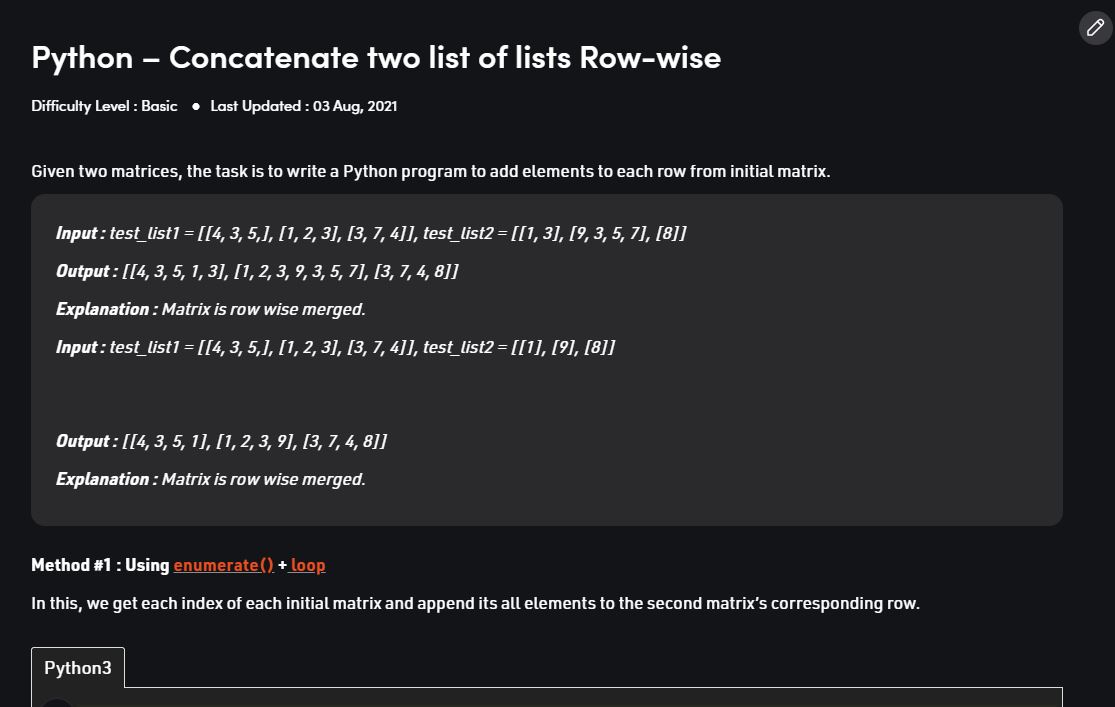 Python – Concatenate two list of lists Row-wise
Difficulty Level : Basic ● Last Updated : 03 Aug, 2021
Given two matrices, the task is to write a Python program to add elements to each row from initial matrix.
Input : test_list1 = [[4, 3, 5,], [1, 2, 3], [3, 7, 4]], test_list2 = [[1, 3], [9, 3, 5, 7], [8]]
Output : [[4, 3, 5, 1, 3], [1, 2, 3, 9, 3, 5, 7], [3, 7, 4, 8]]
Explanation : Matrix is row wise merged.
Input : test_list1 = [[4, 3, 5,], [1, 2, 3], [3, 7, 4]], test_list2 = [[1], [9], [8]]
Output : [[4, 3, 5, 1], [1, 2, 3, 9], [3, 7, 4, 8]]
Explanation : Matrix is row wise merged.
Method #1 : Using enumerate() + loop
In this, we get each index of each initial matrix and append its all elements to the second matrix’s corresponding row.
Python3